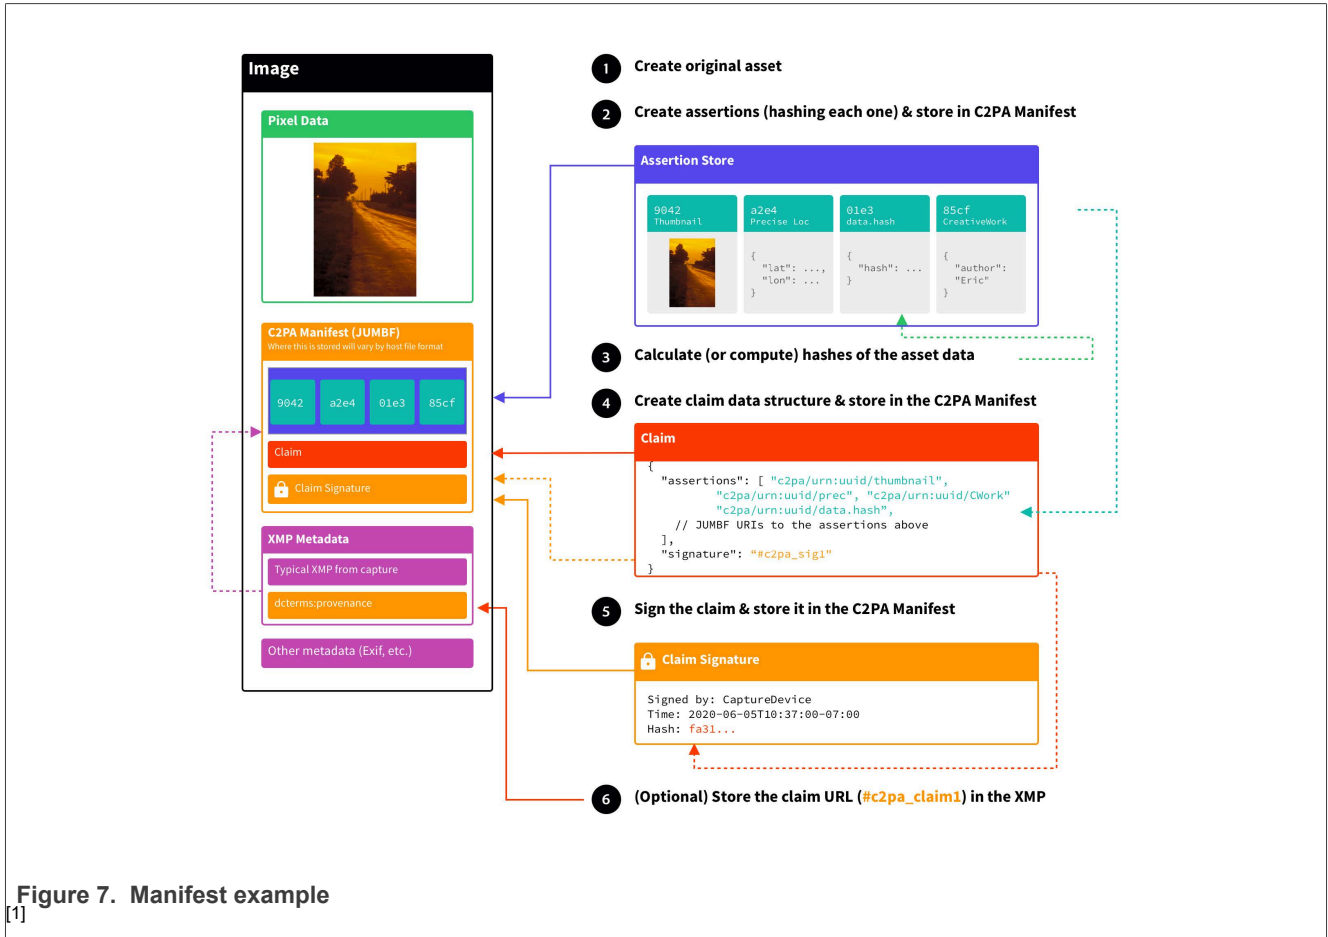 Image
Pixel Data
C2PA Manifest (JUMBF)
Where this is stored will vary by host file format
9042 a2e4 01e3 85cf
Claim
Claim Signature
XMP Metadata
Typical XMP from capture
dcterms:provenance
Other metadata (Exif, etc.)
1 Create original asset
2 Create assertions (hashing each one) & store in C2PA Manifest
Assertion Store
9042
Thumbnail
a2e4
Precise Loc
{
"lat": ...,
"lon": ...
}
01e3
data.hash
{
"hash": ...
}
85cf
CreativeWork
{
"author":
"Eric"
}
3 Calculate (or compute) hashes of the asset data
4 Create claim data structure & store in the C2PA Manifest
Claim
{
"assertions": [ "c2pa/urn:uuid/thumbnail",
"c2pa/urn:uuid/prec", "c2pa/urn:uuid/CWork"
"c2pa/urn:uuid/data.hash",
// JUMBF URIs to the assertions above
],
"signature": "#c2pa_sig1"
}
5 Sign the claim & store it in the C2PA Manifest
Claim Signature
Signed by: CaptureDevice
Time: 2020-06-05T10:37:00-07:00
Hash: fa31...
6 (Optional) Store the claim URL (#c2pa_claim1) in the XMP
Figure 7. Manifest example
[1]